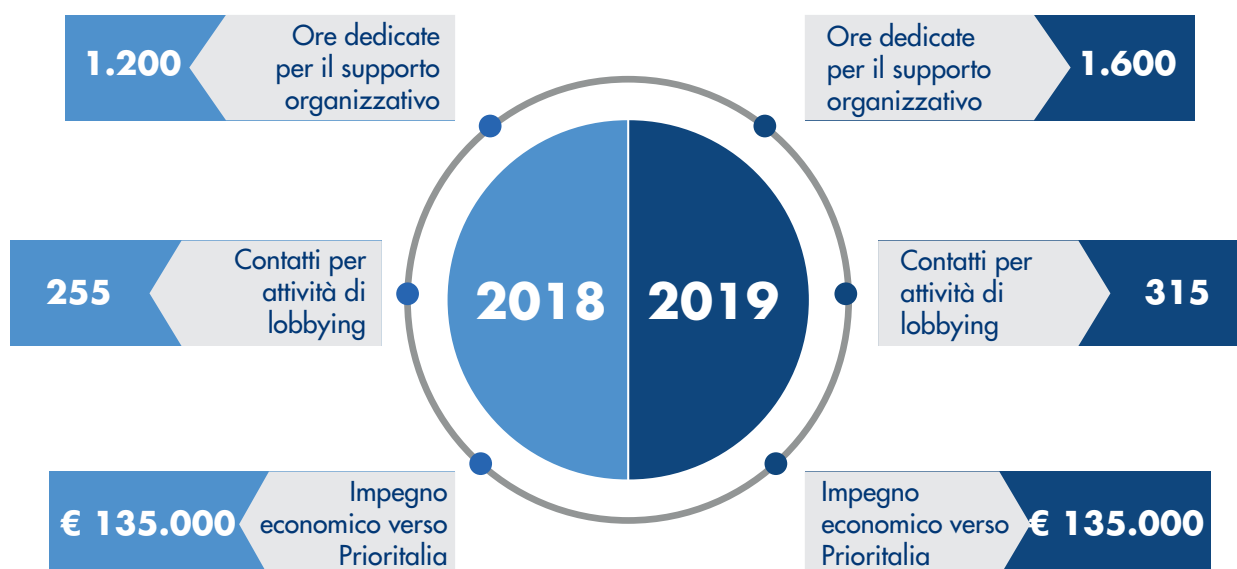 1.200
Ore dedicate
per il supporto
organizzativo
Ore dedicate
per il supporto
organizzativo
1.600
255
Contatti per
attività di
lobbying
2018
2019
Contatti per
attività di
lobbying
315
€ 135.000
Impegno
economico verso
Prioritalia
Impegno
economico verso
Prioritalia
€ 135.000